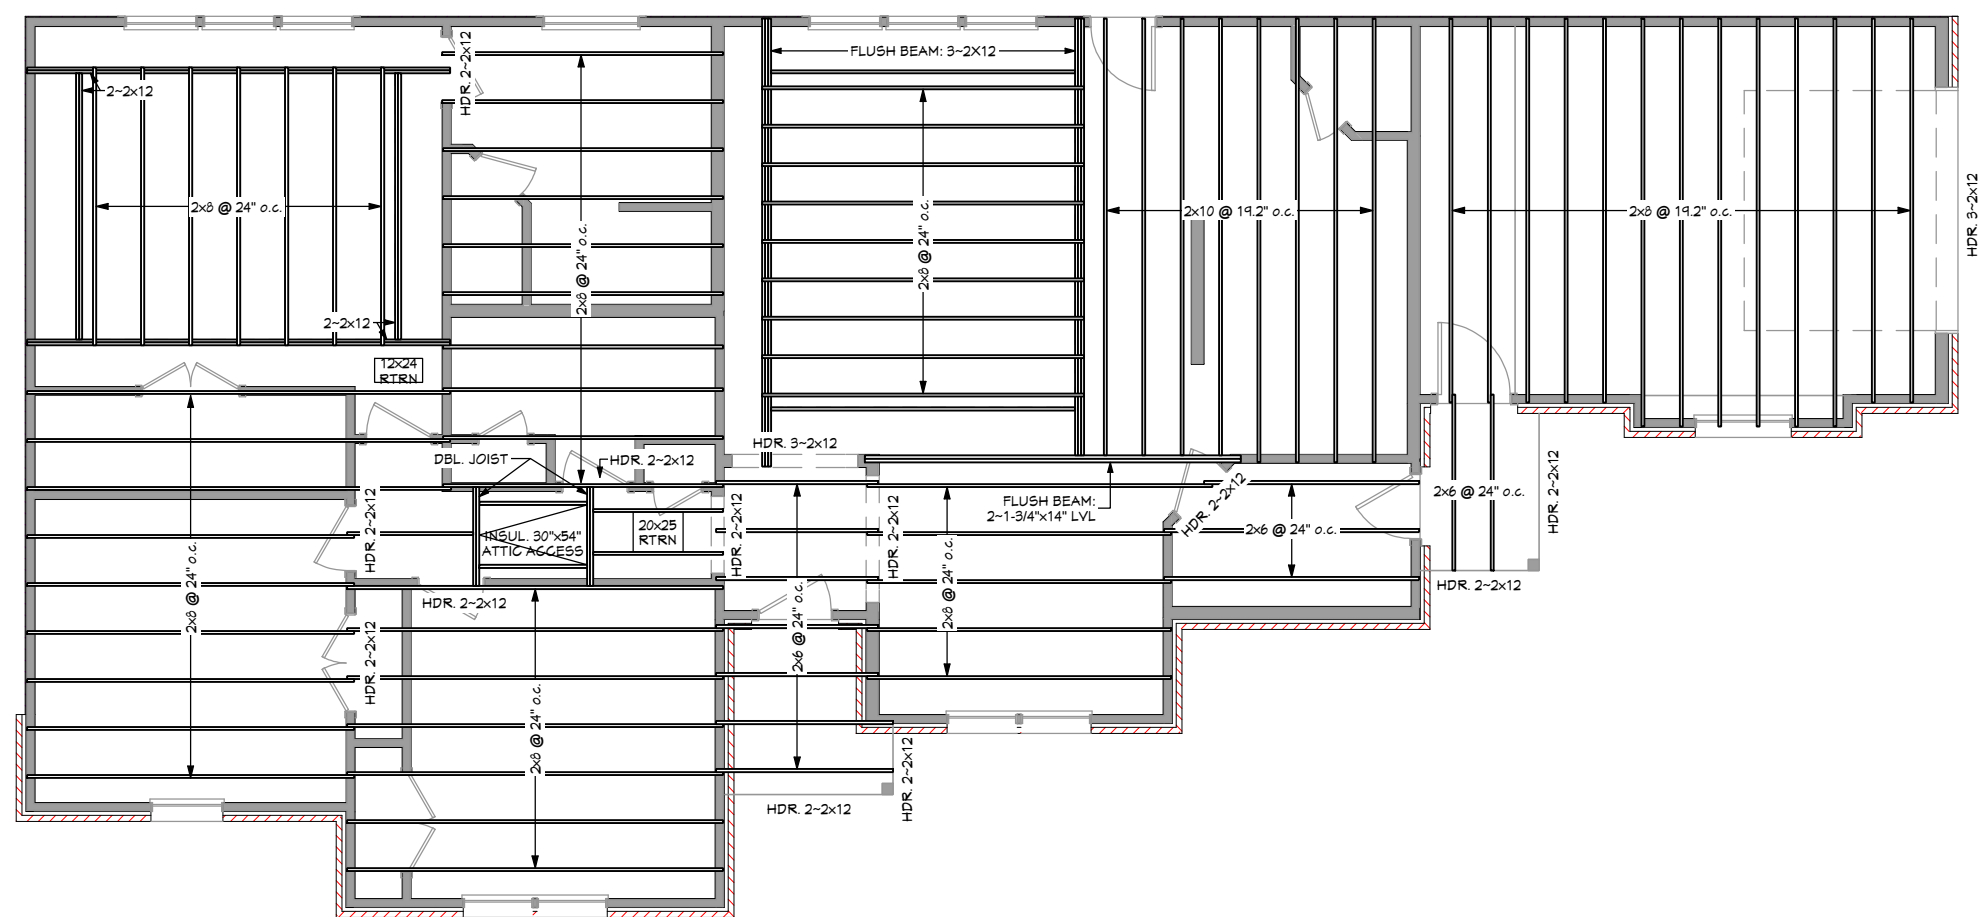 HDR. 2~2x12
FLUSH BEAM: 3~2X12
2~2x12
2x8 @ 24" o.c.
2x8 @ 24" o.c.
2x8 @ 24" o.c.
2x10 @ 19.2" o.c.
2x8 @ 19.2" o.c.
HDR. 3~2x12
2~2x12
12x24
RTRN
DBL. JOIST
HDR. 2~2x12
HDR. 3~2x12
FLUSH BEAM:
2~1-3/4"x14" LVL
HDR. 2~2x12
2x6 @ 24" o.c.
HDR. 2~2x12
2x6 @ 24" o.c.
HDR. 2~2x12
INSUL. 30"x54"
ATTIC ACCESS
20x25
RTRN
HDR. 2~2x12
HDR. 2~2x12
HDR. 2~2x12
HDR. 2~2x12
2x8 @ 24" o.c.
HDR. 2~2x12
2x6 @ 24" o.c.
2x8 @ 24" o.c.
2x8 @ 24" o.c.
HDR. 2~2x12
HDR. 2~2x12